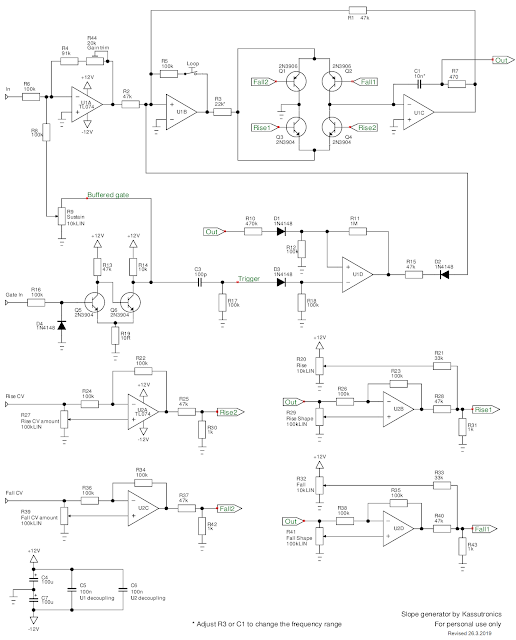 R1 47k
R44
20k
Gaintrim
R4
91k
+12V
R5
100k
Loop
2N3906
Q1
2N3906
Q2
Out
C1
10n*
R7
470
In
R6
100k
U1A
TL074
-12V
R2
47k
U1B
R3
22k*
Fall2
Fall1
Rise1
Rise2
Q3
2N3904
Q4
2N3904
U1C
R8
100k
Buffered gate
R9
Sustain
10kLIN
+12V
+12V
R13
47k
R14
10k
Out
R10
470k
D1
1N4148
R11
1M
R12
100k
U1D
R15
47k
D2
1N4148
C3
100p
Trigger
D3
1N4148
R17
100k
R18
100k
Gate In
R16
100k
D4
1N4148
Q5
2N3904
Q6
2N3904
R19
10R
R22
100k
Rise CV
R24
100k
+12V
R27
Rise CV amount
100kLIN
U2A
TL074
-12V
R25
47k
Rise2
R30
1k
+12V
R20
Rise
10kLIN
R21
33k
R23
100k
Out
R26
100k
R29
Rise Shape
100kLIN
U2B
R28
47k
Rise1
R31
1k
R34
100k
Fall CV
R36
100k
R39
Fall CV amount
100kLIN
U2C
R37
47k
Fall2
R42
1k
+12V
R32
Fall
10kLIN
R33
33k
R35
100k
Out
R38
100k
R41
Fall Shape
100kLIN
U2D
R40
47k
Fall1
R43
1k
+12V
C4
100u
C7
100u
-12V
C5
100n
U1 decoupling
C6
100n
U2 decoupling
* Adjust R3 or C1 to change the frequency range
Slope generator by Kassutronics
For personal use only
Revised 26.3.2019